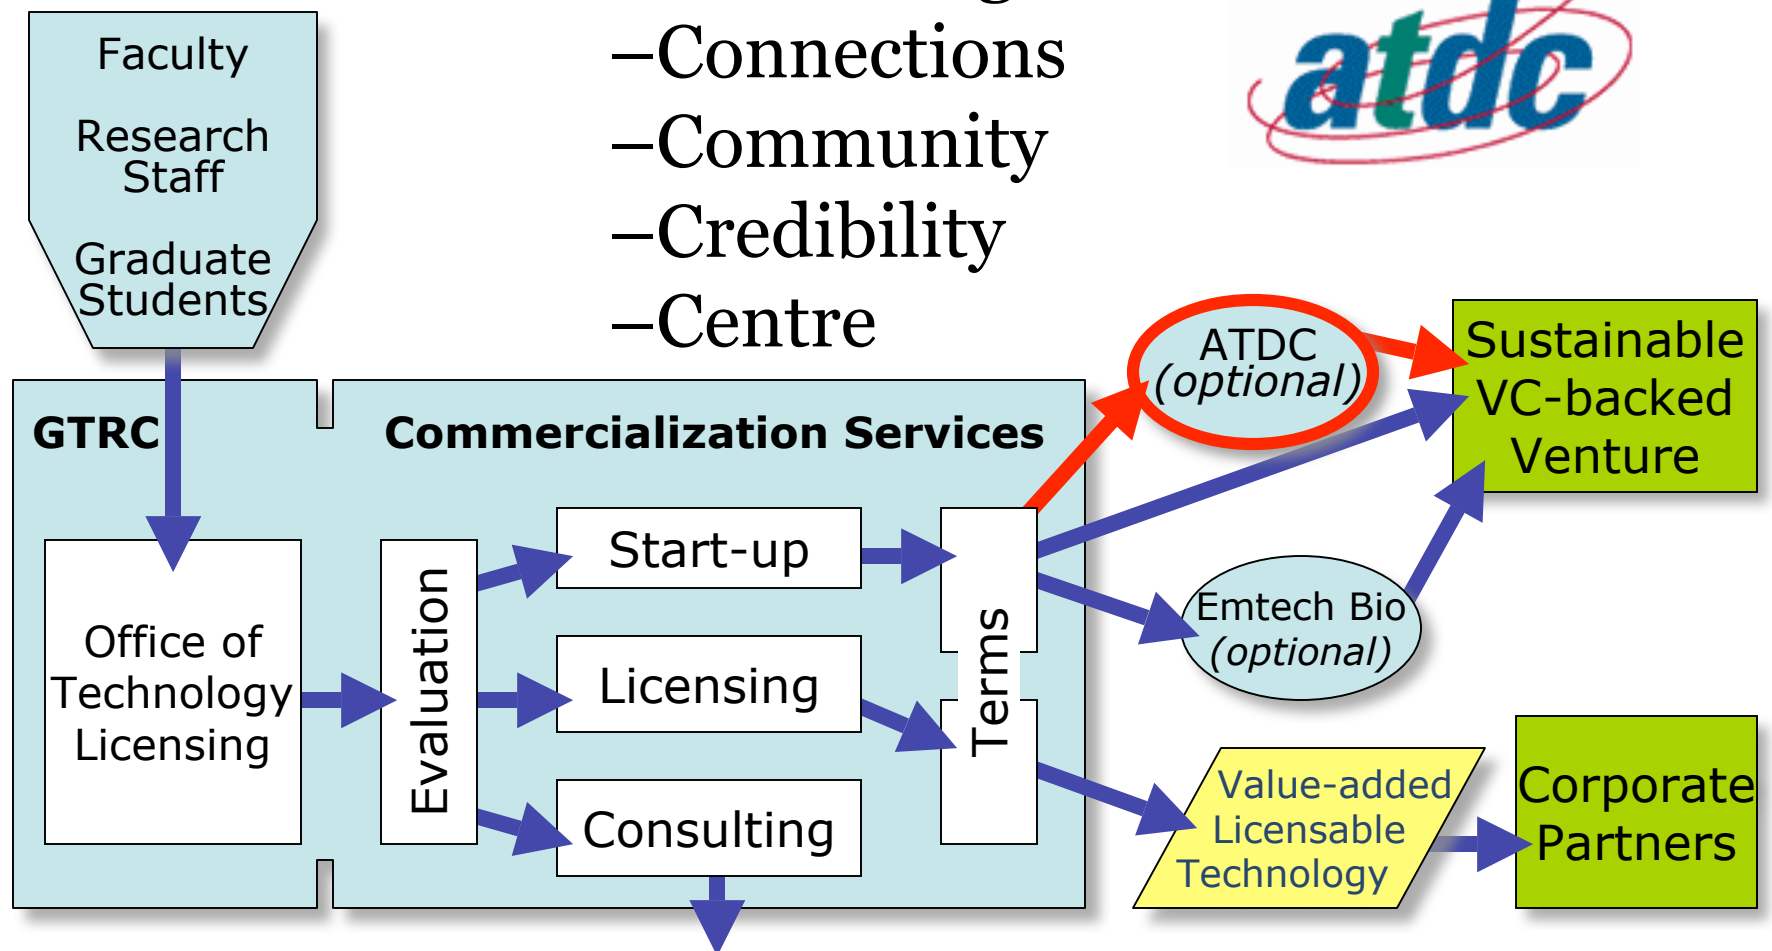 Faculty
Research
Staff
Graduate
Students
–Connections
–Community
–Credibility
–Centre
atdc
GTRC
Commercialization Services
Office of
Technology
Licensing
Evaluation
Start-up
Licensing
Consulting
Terms
ATDC
(optional)
Emtech Bio
(optional)
Sustainable
VC-backed
Venture
Value-added
Licensable
Technology
Corporate
Partners